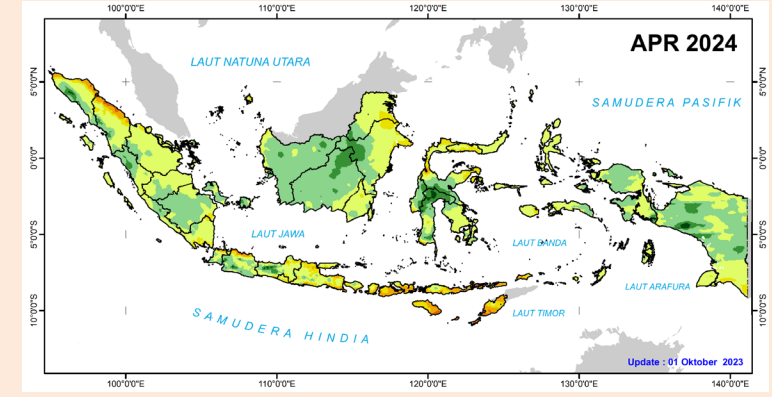 100°0'0"E 110°0'0"E 120°0'0"E 130°0'0"E 140°0'0"E
APR 2024
LAUT NATUNA UTARA
5°0'0"N 5°0'0"N
SAMUDERA PASIFIK
0°0'0" 0°0'0"
LAUT JAWA
5°0'0"S 5°0'0"S
LAUT BANDA
LAUT ARAFURA
10°0'0"S 10°0'0"S
SAMUDERA HINDIA
LAUT TIMOR
Update : 01 Oktober 2023
100°0'0"E 110°0'0"E 120°0'0"E 130°0'0"E 140°0'0"E